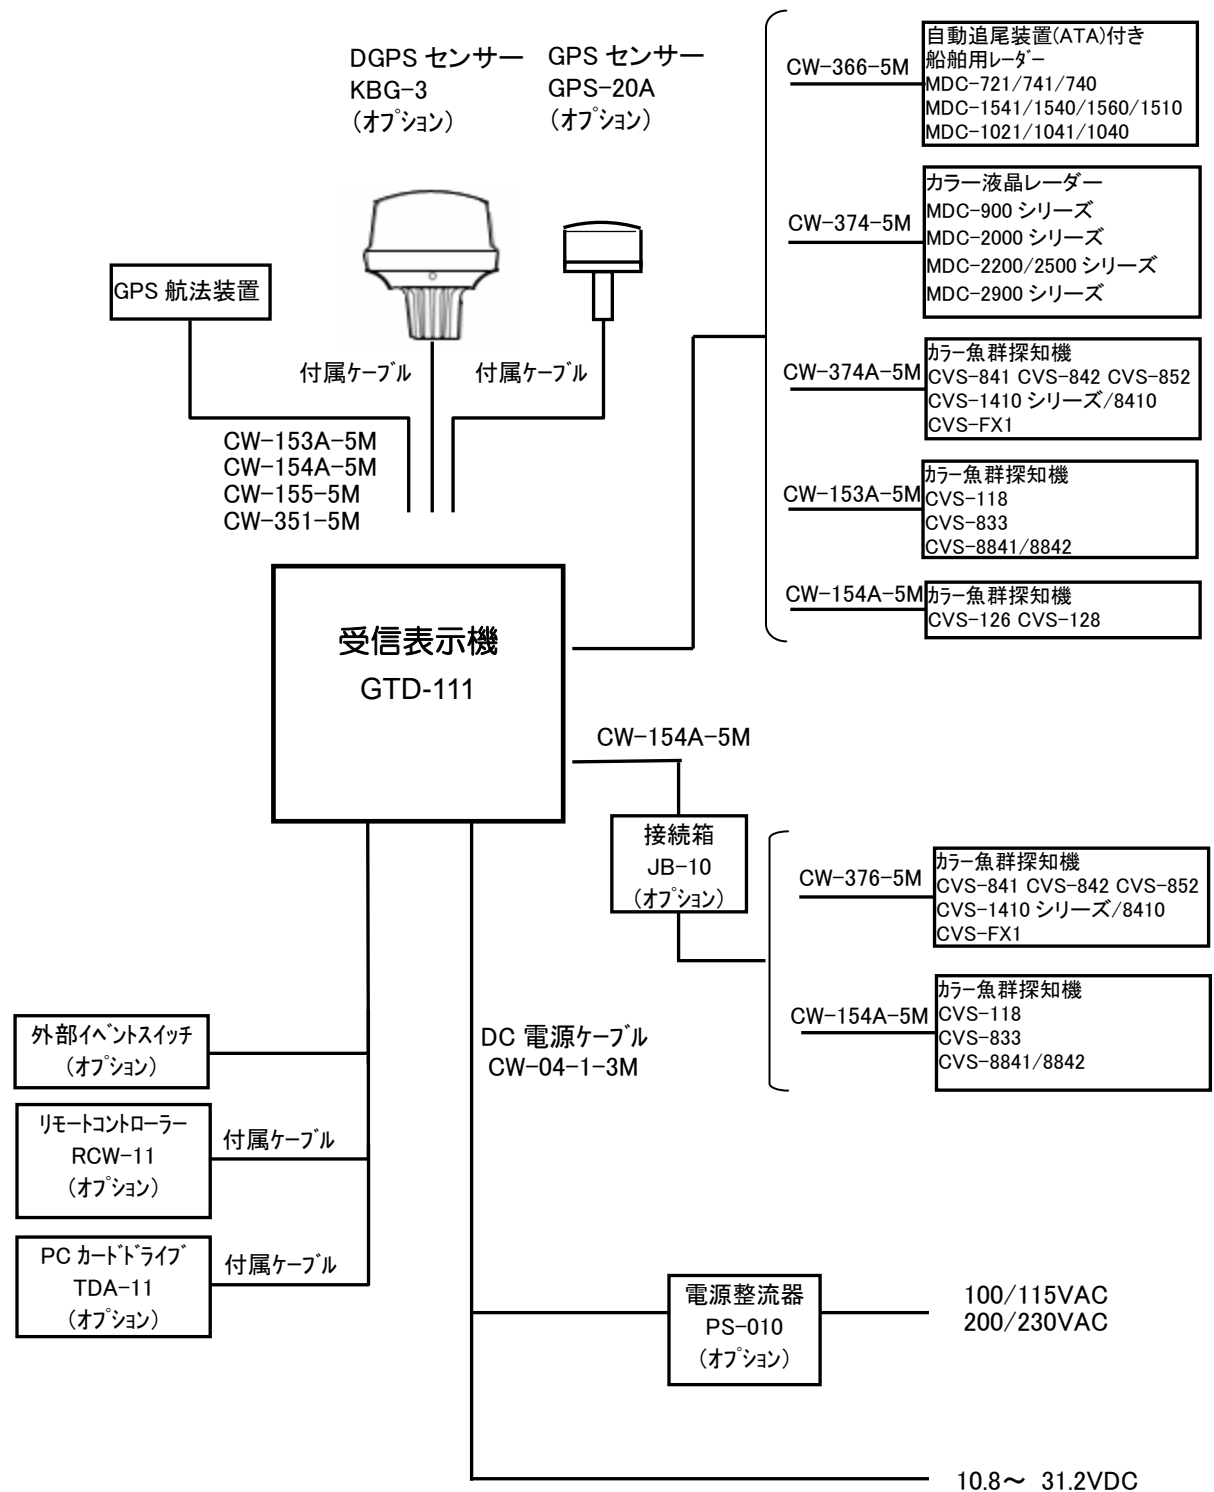 DGPS センサー
KBG-3
(ｵﾌﾟｼｮﾝ)
GPS センサー
GPS-20A
(ｵﾌﾟｼｮﾝ)
GPS 航法装置
付属ｹｰﾌﾞﾙ
付属ｹｰﾌﾞﾙ
CW-153A-5M
CW-154A-5M
CW-155-5M
CW-351-5M
CW-366-5M
自動追尾装置(ATA)付き
船舶用ﾚｰﾀﾞｰ
MDC-721/741/740
MDC-1541/1540/1560/1510
MDC-1021/1041/1040
CW-374-5M
カラー液晶レーダー
MDC-900 シリーズ
MDC-2000 シリーズ
MDC-2200/2500 シリーズ
MDC-2900 シリーズ
CW-374A-5M
ｶﾗｰ魚群探知機
CVS-841 CVS-842 CVS-852
CVS-1410 シリーズ/8410
CVS-FX1
CW-153A-5M
ｶﾗｰ魚群探知機
CVS-118
CVS-833
CVS-8841/8842
CW-154A-5M
ｶﾗｰ魚群探知機
CVS-126 CVS-128
受信表示機
GTD-111
CW-154A-5M
接続箱
JB-10
(ｵﾌﾟｼｮﾝ)
CW-376-5M
ｶﾗｰ魚群探知機
CVS-841 CVS-842 CVS-852
CVS-1410 シリーズ/8410
CVS-FX1
CW-154A-5M
ｶﾗｰ魚群探知機
CVS-118
CVS-833
CVS-8841/8842
外部ｲﾍﾞﾝﾄｽｲｯﾁ
(ｵﾌﾟｼｮﾝ)
DC 電源ｹｰﾌﾞﾙ
CW-04-1-3M
ﾘﾓｰﾄｺﾝﾄﾛｰﾗｰ
RCW-11
(ｵﾌﾟｼｮﾝ)
付属ｹｰﾌﾞﾙ
PC ｶｰﾄﾞﾄﾞﾗｲﾌﾞ
TDA-11
(ｵﾌﾟｼｮﾝ)
付属ｹｰﾌﾞﾙ
電源整流器
PS-010
(ｵﾌﾟｼｮﾝ)
100/115VAC
200/230VAC
10.8～ 31.2VDC